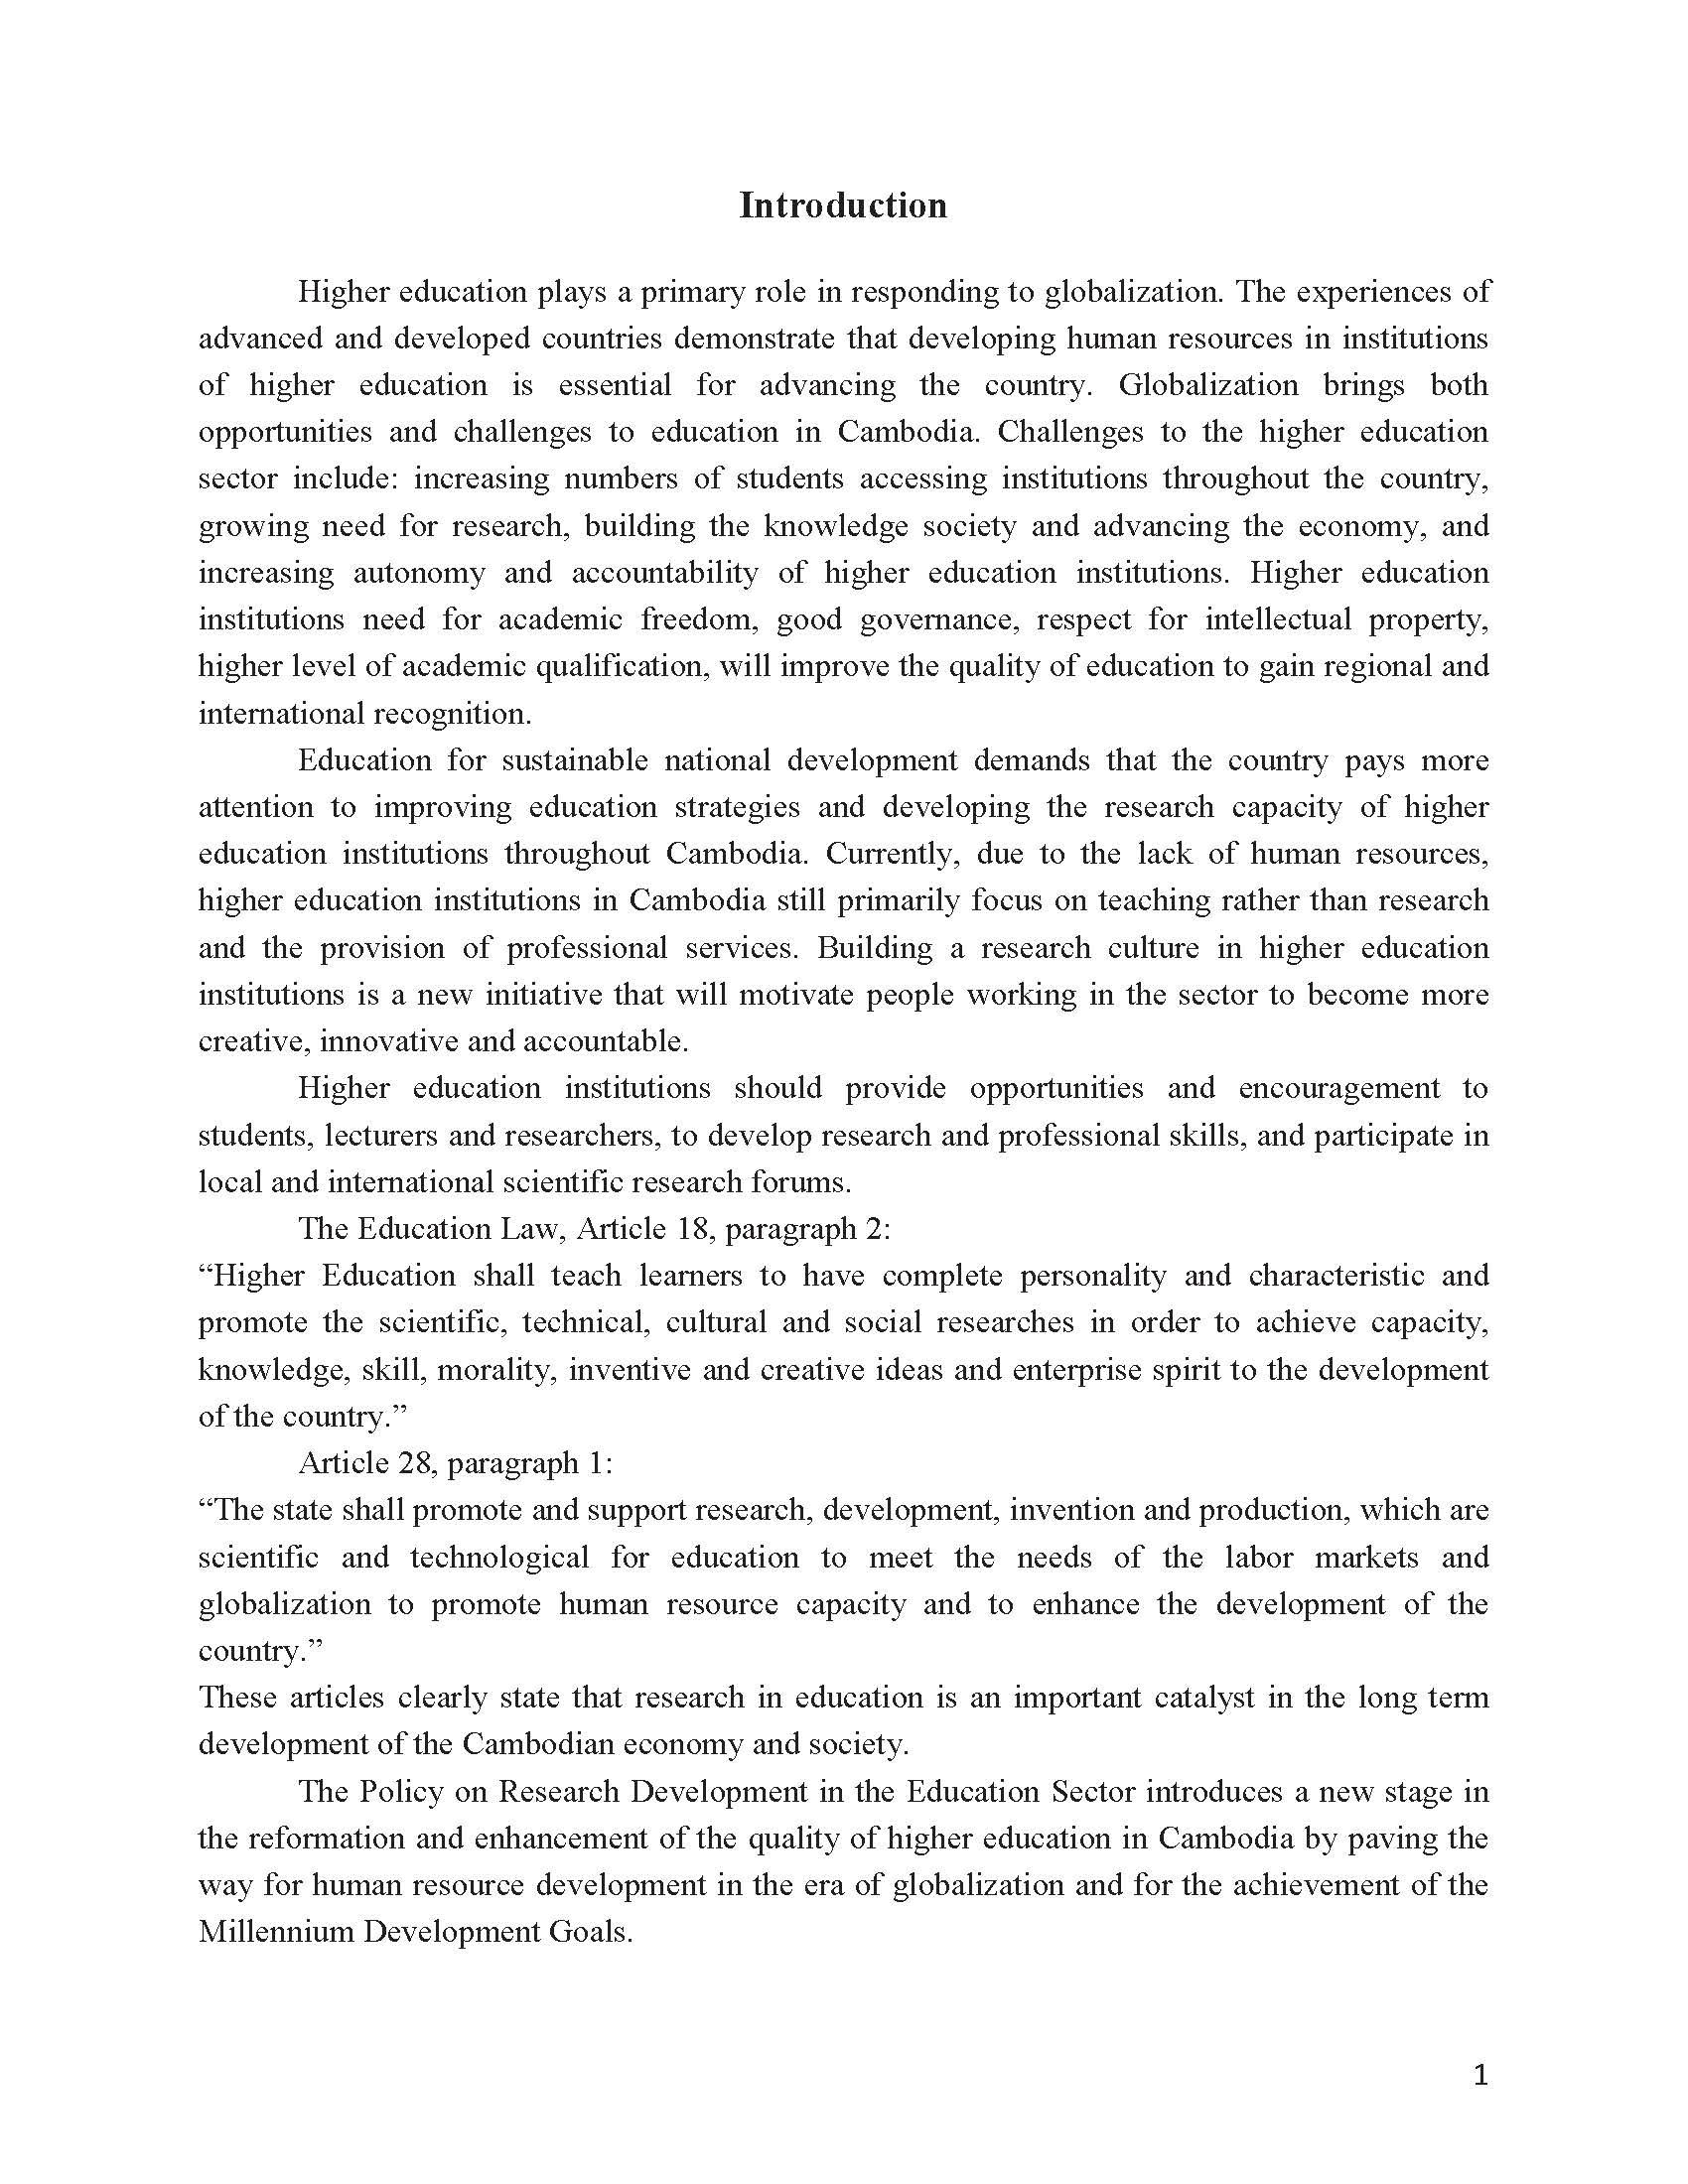 Introduction
Higher education plays a primary role in responding to globalization. The experiences of
advanced and developed countries demonstrate that developing human resources in institutions
of higher education is essential for advancing the country. Globalization brings both
opportunities and challenges to education in Cambodia. Challenges to the higher education
sector include: increasing numbers of students accessing institutions throughout the country,
growing need for research, building the knowledge society and advancing the economy, and
increasing autonomy and accountability of higher education institutions. Higher education
institutions need for academic freedom, good governance, respect for intellectual property,
higher level of academic qualification, will improve the quality of education to gain regional and
international recognition.
Education for sustainable national development demands that the country pays more
attention to improving education strategies and developing the research capacity of higher
education institutions throughout Cambodia. Currently, due to the lack of human resources,
higher education institutions in Cambodia still primarily focus on teaching rather than research
and the provision of professional services. Building a research culture in higher education
institutions is a new initiative that will motivate people working in the sector to become more
creative, innovative and accountable.
Higher education institutions should provide opportunities and encouragement to
students, lecturers and researchers, to develop research and professional skills, and participate in
local and international scientific research forums.
The Education Law, Article 18, paragraph 2:
“Higher Education shall teach learners to have complete personality and characteristic and
promote the scientific, technical, cultural and social researches in order to achieve capacity,
knowledge, skill, morality, inventive and creative ideas and enterprise spirit to the development
of the country.”
Article 28, paragraph 1:
“The state shall promote and support research, development, invention and production, which are
scientific and technological for education to meet the needs of the labor markets and
globalization to promote human resource capacity and to enhance the development of the
country.”
These articles clearly state that research in education is an important catalyst in the long term
development of the Cambodian economy and society.
The Policy on Research Development in the Education Sector introduces a new stage in
the reformation and enhancement of the quality of higher education in Cambodia by paving the
way for human resource development in the era of globalization and for the achievement of the
Millennium Development Goals.
1